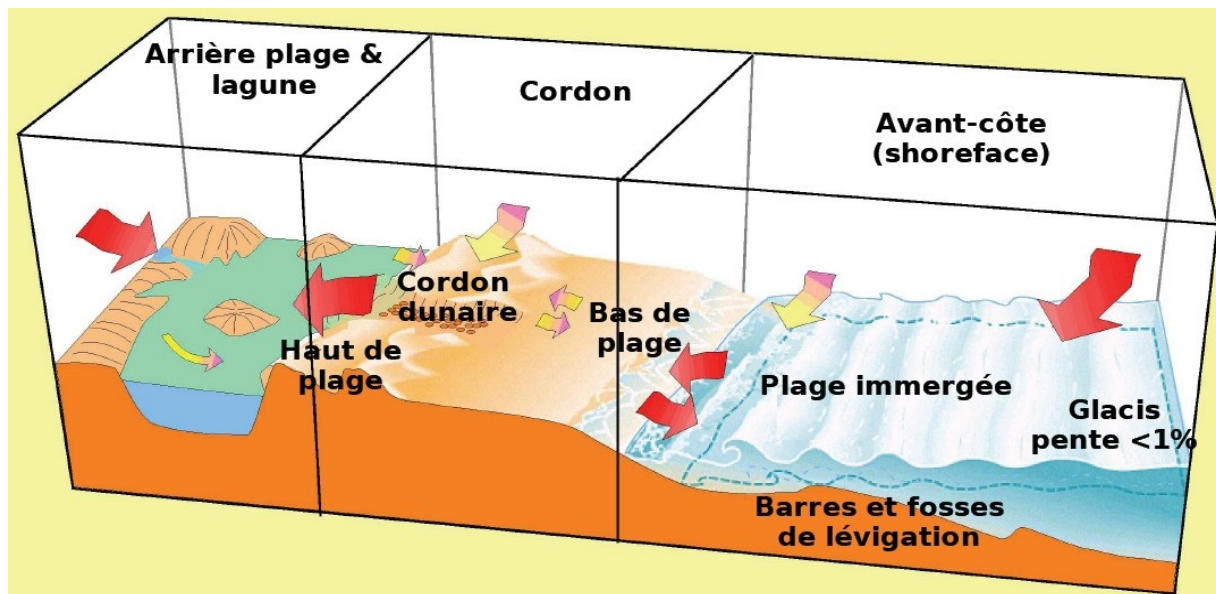 Arrière plage &
lagune
Cordon
Avant-côte
(shoreface)
Cordon
dunaire
Haut de
plage
Bas de
plage
Plage immergée
Glacis
pente <1%
Barres et fosses
de lévigation